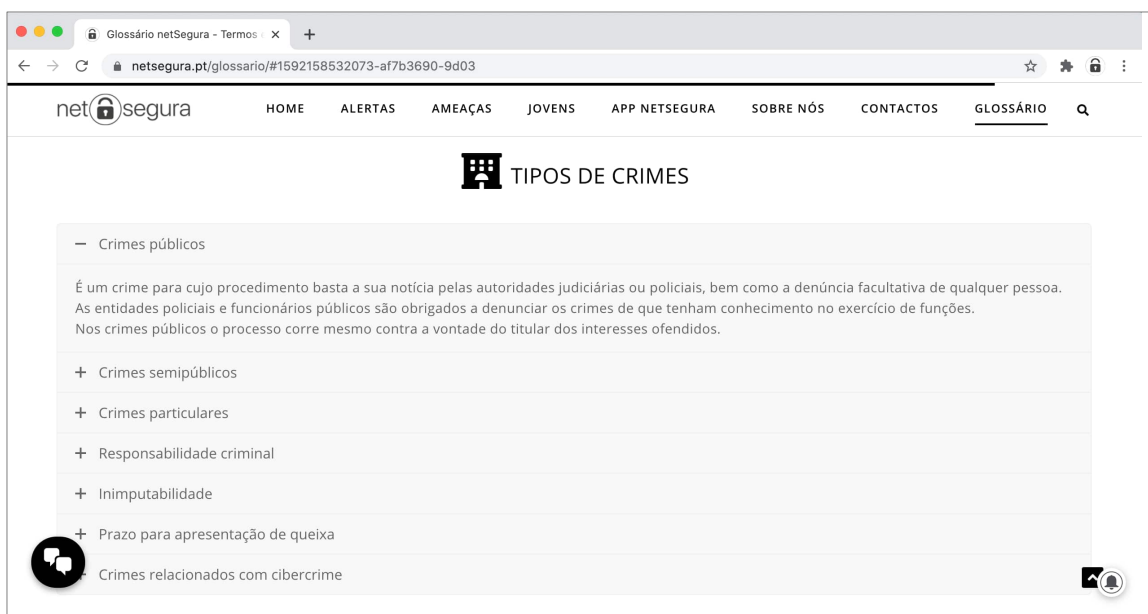 Glossário netSegura - Termos
netsegura.pt/glossario/#1592158532073-af7b3690-9d03
net segura HOME ALERTAS AMEAÇAS JOVENS APP NETSEGURA SOBRE NÓS CONTACTOS GLOSSÁRIO
TIPOS DE CRIMES
− Crimes públicos
É um crime para cujo procedimento basta a sua notícia pelas autoridades judiciárias ou policiais, bem como a denúncia facultativa de qualquer pessoa.
As entidades policiais e funcionários públicos são obrigados a denunciar os crimes de que tenham conhecimento no exercício de funções.
Nos crimes públicos o processo corre mesmo contra a vontade do titular dos interesses ofendidos.
+ Crimes semipúblicos
+ Crimes particulares
+ Responsabilidade criminal
+ Inimputabilidade
+ Prazo para apresentação de queixa
Crimes relacionados com cibercrime